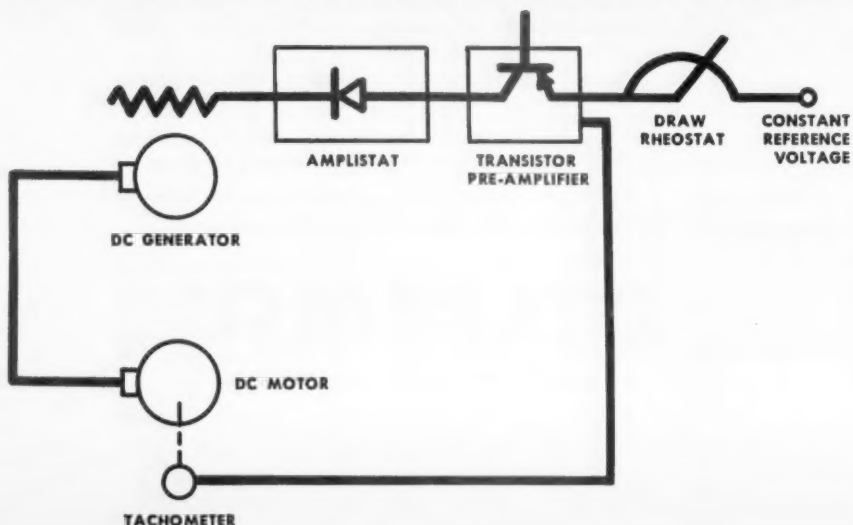 AMPLISTAT
TRANSISTOR
PRE-AMPLIFIER
DRAW
RHEOSTAT
CONSTANT
REFERENCE
VOLTAGE
DC GENERATOR
DC MOTOR
TACHOMETER